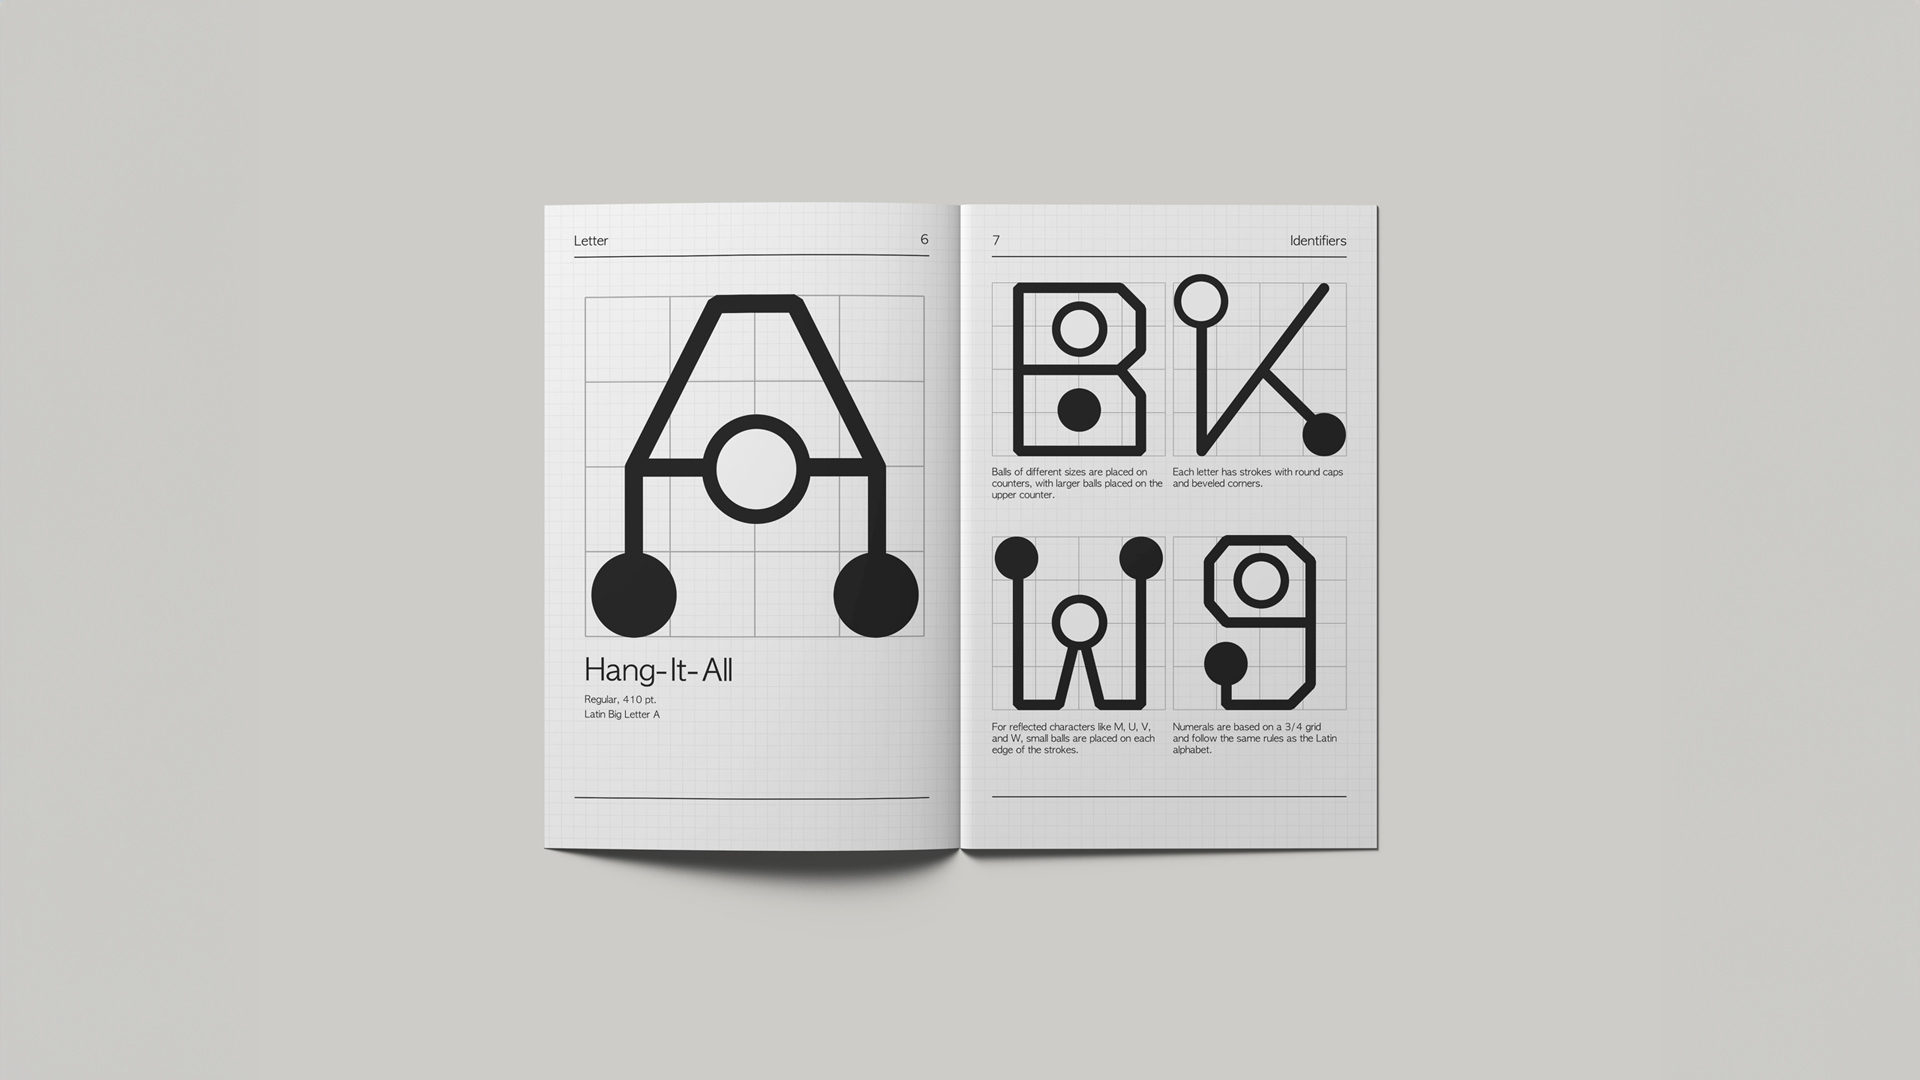 Letter
6
A
Hang-It-All
Regular, 410 pt.
Latin Big Letter A
7
Identifiers
B K
Balls of different sizes are placed on
counters, with larger balls placed on the
upper counter.
Each letter has strokes with round caps
and beveled corners.
W 9
For reflected characters like M, U, V,
and W, small balls are placed on each
edge of the strokes.
Numerals are based on a 3/4 grid
and follow the same rules as the Latin
alphabet.